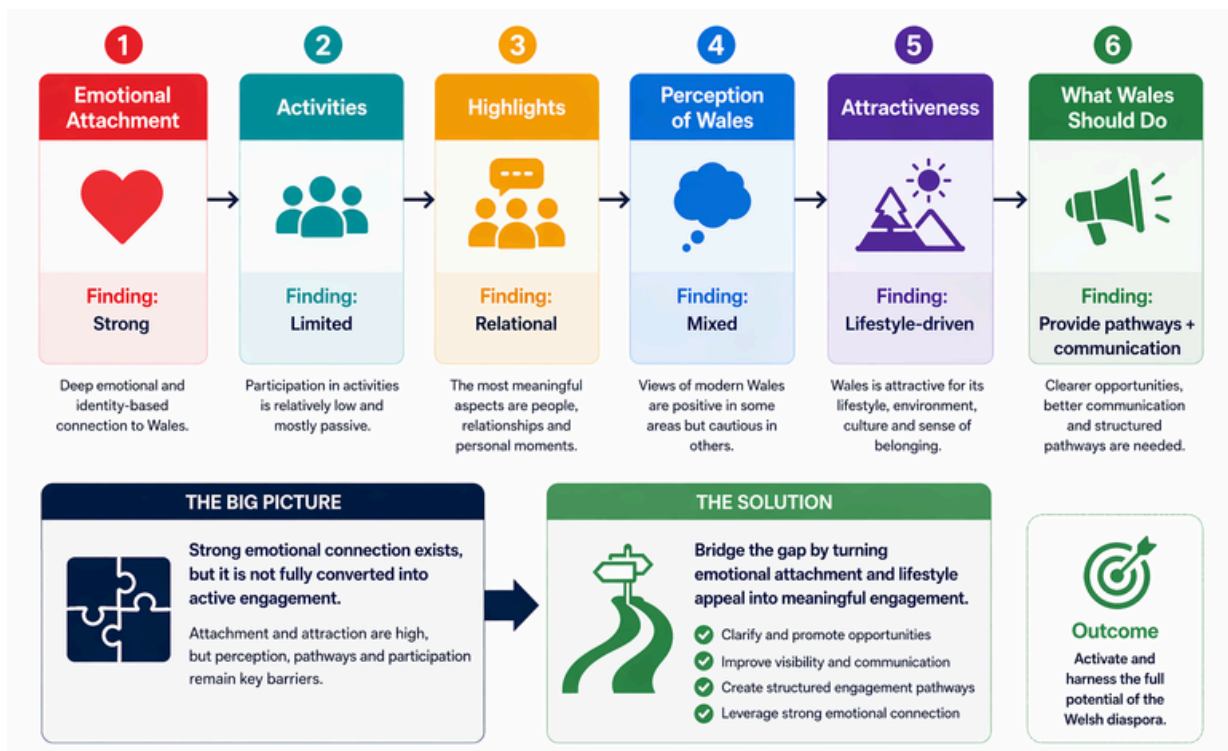 1
Emotional
Attachment
Finding:
Strong
Deep emotional and
identity-based
connection to Wales.
2
Activities
Finding:
Limited
Participation in activities
is relatively low and
mostly passive.
3
Highlights
Finding:
Relational
The most meaningful
aspects are people,
relationships and
personal moments.
4
Perception
of Wales
Finding:
Mixed
Views of modern Wales
are positive in some
areas but cautious in
others.
5
Attractiveness
Finding:
Lifestyle-driven
Wales is attractive for its
lifestyle, environment,
culture and sense of
belonging.
6
What Wales
Should Do
Finding:
Provide pathways +
communication
Clearer opportunities,
better communication
and structured
pathways are needed.
THE BIG PICTURE
Strong emotional connection exists,
but it is not fully converted into
active engagement.
Attachment and attraction are high,
but perception, pathways and participation
remain key barriers.
THE SOLUTION
Bridge the gap by turning
emotional attachment and lifestyle
appeal into meaningful engagement.
Clarify and promote opportunities
Improve visibility and communication
Create structured engagement pathways
Leverage strong emotional connection
Outcome
Activate and
harness the full
potential of the
Welsh diaspora.